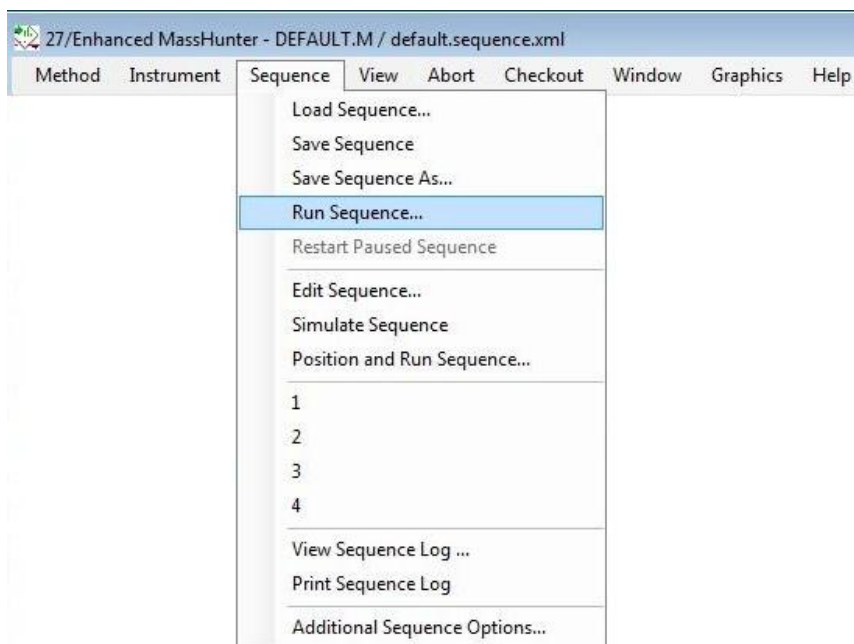 27/Enhanced MassHunter - DEFAULT.M / default.sequence.xml
Method Instrument Sequence View Abort Checkout Window Graphics Help
Load Sequence...
Save Sequence
Save Sequence As...
Run Sequence...
Restart Paused Sequence
Edit Sequence...
Simulate Sequence
Position and Run Sequence...
1
2
3
4
View Sequence Log ...
Print Sequence Log
Additional Sequence Options...